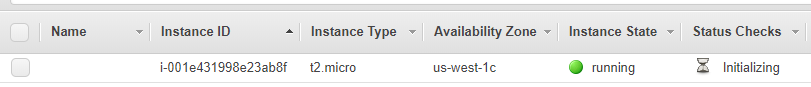 Name Instance ID Instance Type Availability Zone Instance State Status Checks
i-001e431998e23ab8f t2.micro us-west-1c running Initializing